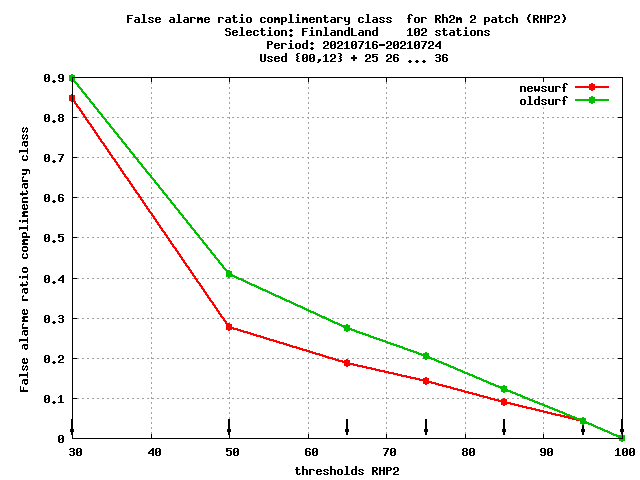 False alarme ratio complimentary class  for Rh2m 2 patch (RHP2)
Selection: FinlandLand    102 stations
Period: 20210716-20210724
Used {00,12} + 25 26 ... 36
newsurf
oldsurf
False alarme ratio complimentary class
0.9
0.8
0.7
0.6
0.5
0.4
0.3
0.2
0.1
0
30 40 50 60 70 80 90 100
thresholds RHP2